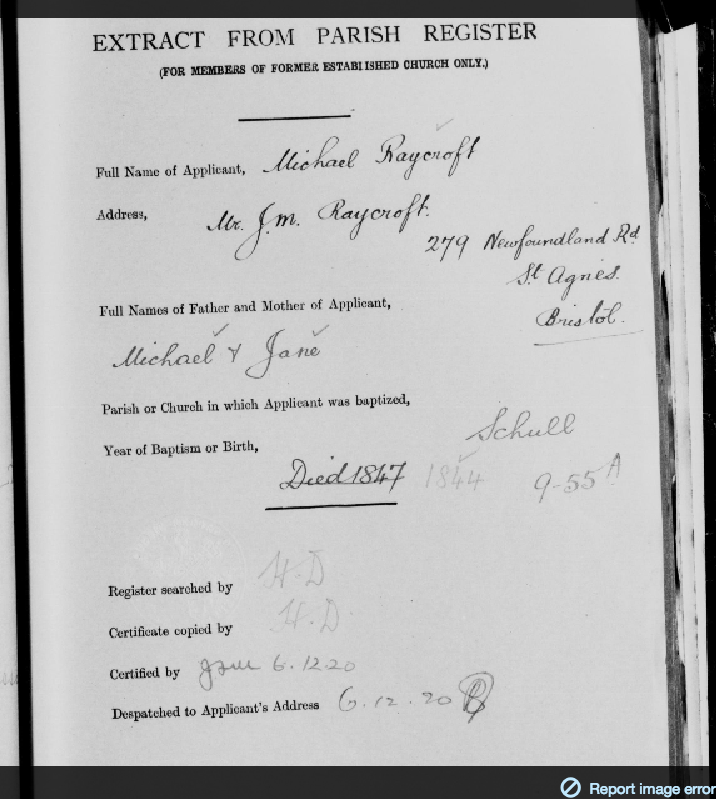 EXTRACT FROM PARISH REGISTER
(FOR MEMBERS OF FORMER ESTABLISHED CHURCH ONLY.)
Full Name of Applicant, Michael Raycroft
Address, Mr. J. M. Raycroft.
279 Newfoundland Rd
St. Agnes.
Bristol.
Full Names of Father and Mother of Applicant,
Michael & Jane
Parish or Church in which Applicant was baptized,
Schull
Year of Baptism or Birth,
Died 1847 1844 9-55 A
Register searched by H.D
Certificate copied by H.D.
Certified by 6.12.20
Despatched to Applicant's Address 6.12.20
Report image error